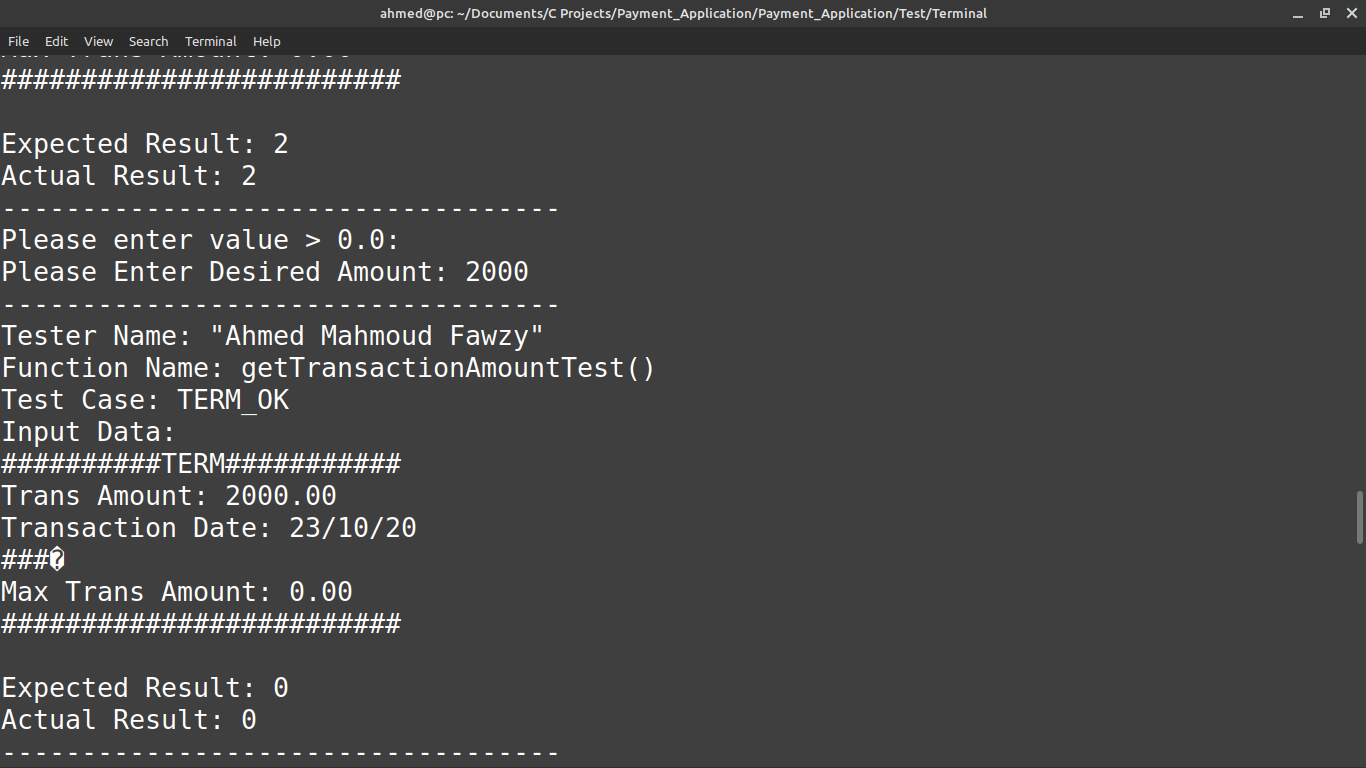 ahmed@pc: ~/Documents/C Projects/Payment_Application/Payment_Application/Test/Terminal
File Edit View Search Terminal Help
#########################
Expected Result: 2
Actual Result: 2
-----------------------------------
Please enter value > 0.0:
Please Enter Desired Amount: 2000
-----------------------------------
Tester Name: "Ahmed Mahmoud Fawzy"
Function Name: getTransactionAmountTest()
Test Case: TERM_OK
Input Data:
##########TERM###########
Trans Amount: 2000.00
Transaction Date: 23/10/20
###�
Max Trans Amount: 0.00
#########################
Expected Result: 0
Actual Result: 0
-----------------------------------